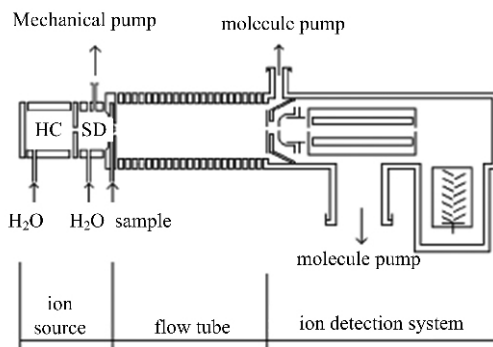 Mechanical pump
molecule pump
HC
SD
H₂O
H₂O
sample
molecule pump
ion
source
flow tube
ion detection system